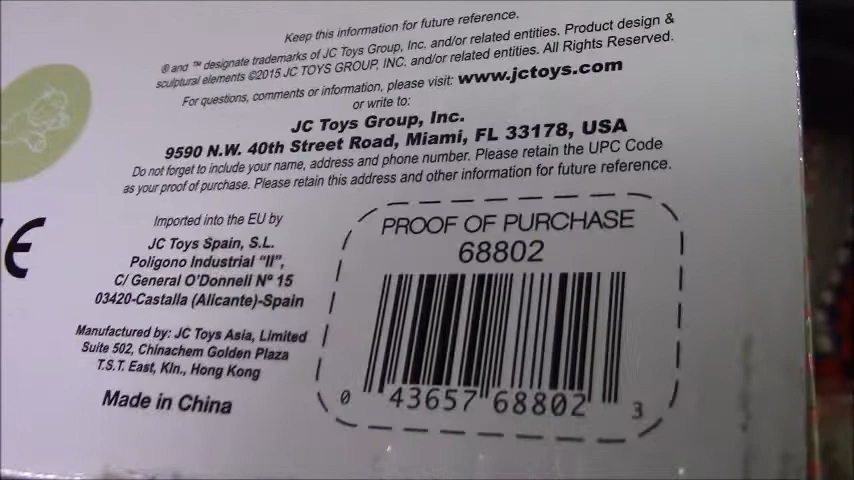 Keep this information for future reference.
® and ™ designate trademarks of JC Toys Group, Inc. and/or related entities. Product design &
sculptural elements ©2015 JC TOYS GROUP, INC. and/or related entities. All Rights Reserved.
For questions, comments or information, please visit: www.jctoys.com
or write to:
JC Toys Group, Inc.
9590 N.W. 40th Street Road, Miami, FL 33178, USA
Do not forget to include your name, address and phone number. Please retain the UPC Code
as your proof of purchase. Please retain this address and other information for future reference.
CE
Imported into the EU by
JC Toys Spain, S.L.
Poligono Industrial “II”,
C/ General O'Donnell Nº 15
03420-Castalla (Alicante)-Spain
Manufactured by: JC Toys Asia, Limited
Suite 502, Chinachem Golden Plaza
T.S.T. East, Kln., Hong Kong
Made in China
PROOF OF PURCHASE
68802
0 43657 68802 3